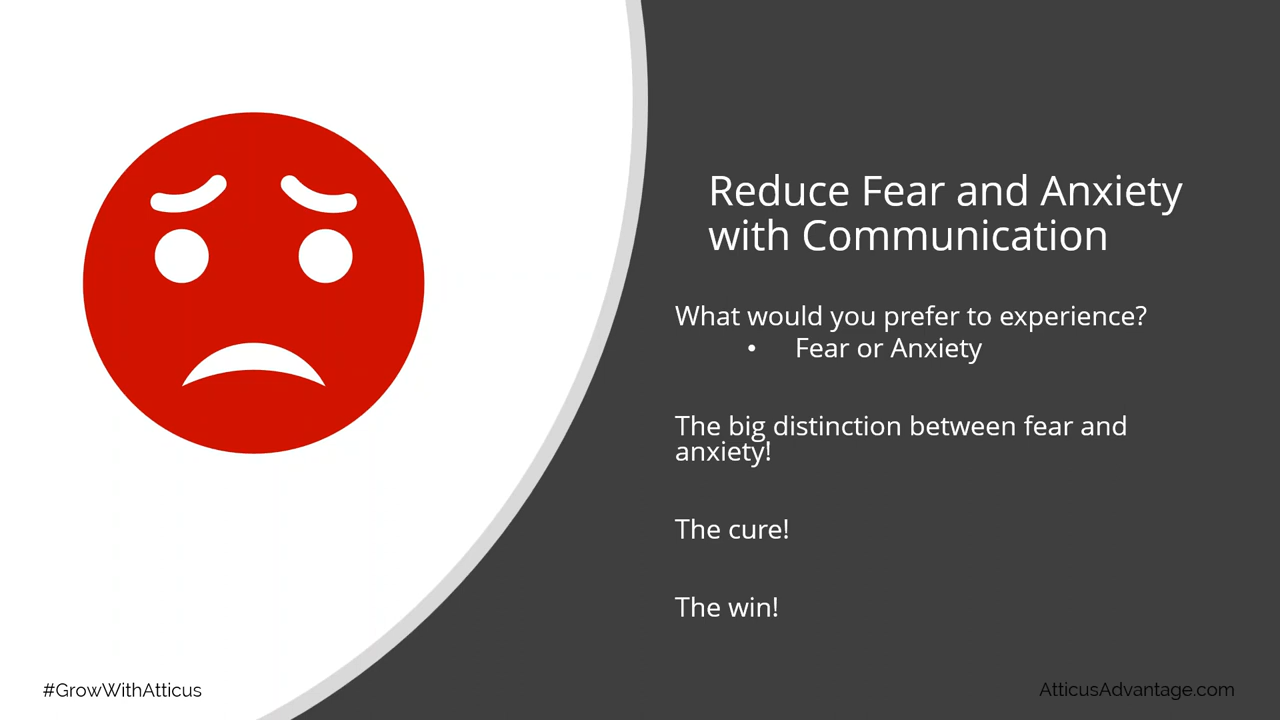 Reduce Fear and Anxiety
with Communication
What would you prefer to experience?
• Fear or Anxiety
The big distinction between fear and
anxiety!
The cure!
The win!
#GrowWithAtticus
AtticusAdvantage.com